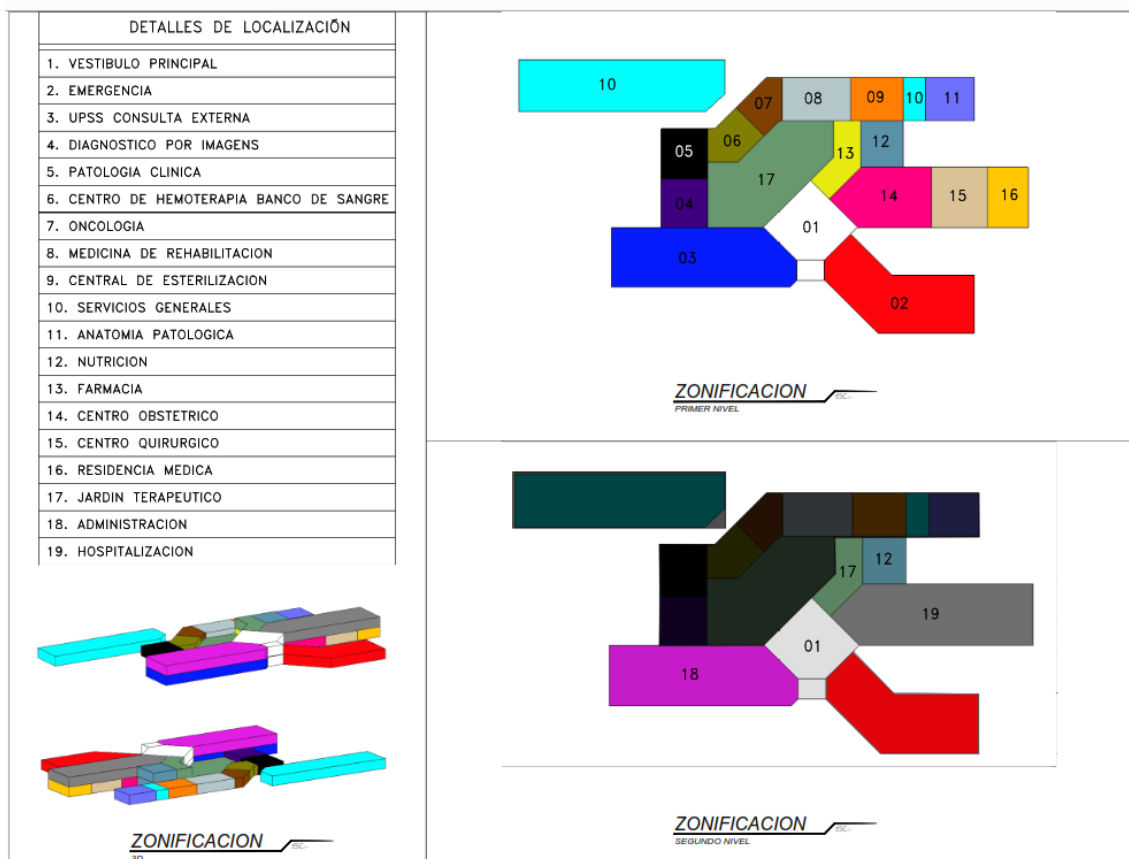 DETALLES DE LOCALIZACIÓN
1. VESTIBULO PRINCIPAL
2. EMERGENCIA
3. UPSS CONSULTA EXTERNA
4. DIAGNOSTICO POR IMAGENS
5. PATOLOGIA CLINICA
6. CENTRO DE HEMOTERAPIA BANCO DE SANGRE
7. ONCOLOGIA
8. MEDICINA DE REHABILITACION
9. CENTRAL DE ESTERILIZACION
10. SERVICIOS GENERALES
11. ANATOMIA PATOLOGICA
12. NUTRICION
13. FARMACIA
14. CENTRO OBSTETRICO
15. CENTRO QUIRURGICO
16. RESIDENCIA MEDICA
17. JARDIN TERAPEUTICO
18. ADMINISTRACION
19. HOSPITALIZACION
ZONIFICACION
3D
10
07
08
09
10
11
05
06
13
12
17
04
14
15
16
01
03
02
ZONIFICACION
PRIMER NIVEL
17
12
19
01
18
ZONIFICACION
SEGUNDO NIVEL